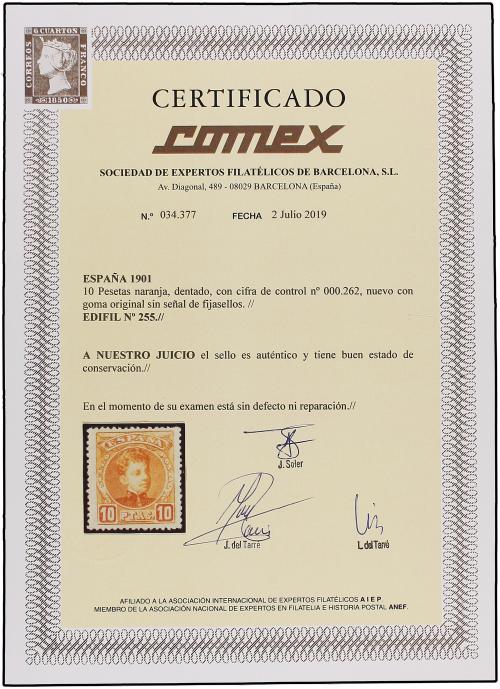 CORREOS
6 CUARTOS
FRANCO
1850
CERTIFICADO
comex
SOCIEDAD DE EXPERTOS FILATÉLICOS DE BARCELONA, S.L.
Av. Diagonal, 489 - 08029 BARCELONA (España)
N.º 034.377 FECHA 2 Julio 2019
ESPAÑA 1901
10 Pesetas naranja, dentado, con cifra de control nº 000.262, nuevo con
goma original sin señal de fijasellos. //
EDIFIL Nº 255.//
A NUESTRO JUICIO el sello es auténtico y tiene buen estado de
conservación.//
En el momento de su examen está sin defecto ni reparación.//
ESPAÑA
10 PTAS. 10
J. Soler
J. del Tarré
L. del Tarré
AFILIADO A LA ASOCIACIÓN INTERNACIONAL DE EXPERTOS FILATÉLICOS A I E P
MIEMBRO DE LA ASOCIACIÓN NACIONAL DE EXPERTOS EN FILATELIA E HISTORIA POSTAL ANEF.